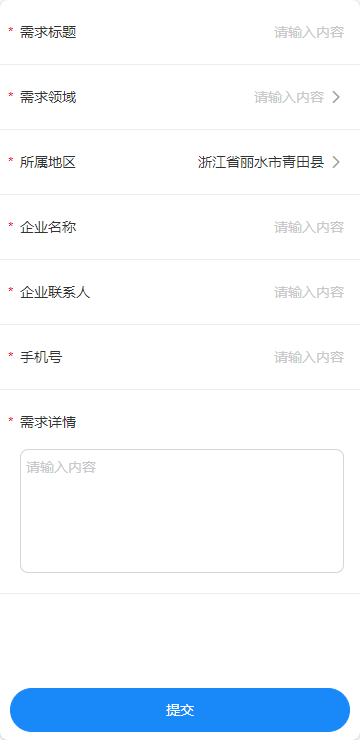 * 需求标题 请输入内容
* 需求领域 请输入内容
* 所属地区 浙江省丽水市青田县
* 企业名称 请输入内容
* 企业联系人 请输入内容
* 手机号 请输入内容
* 需求详情
请输入内容
提交